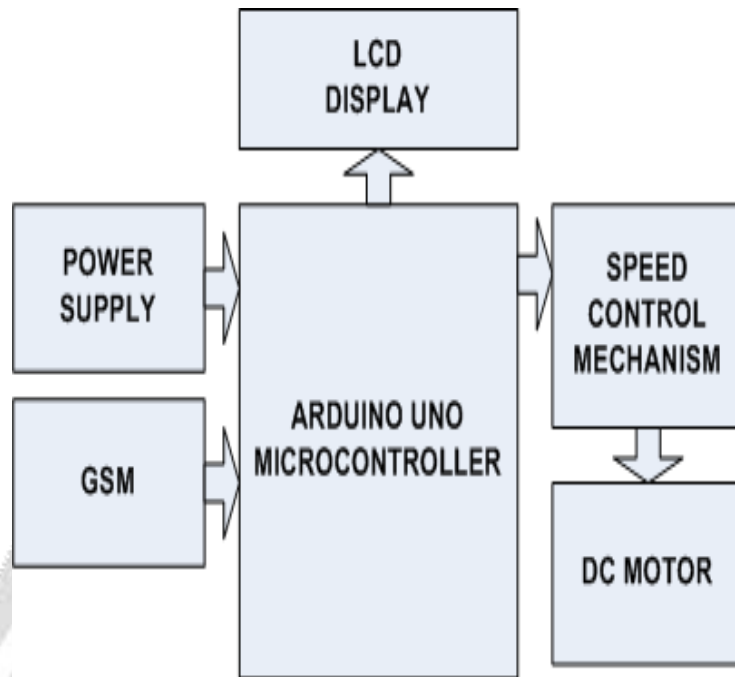 LCD
DISPLAY
POWER
SUPPLY
SPEED
CONTROL
MECHANISM
ARDUINO UNO
MICROCONTROLLER
GSM
DC MOTOR